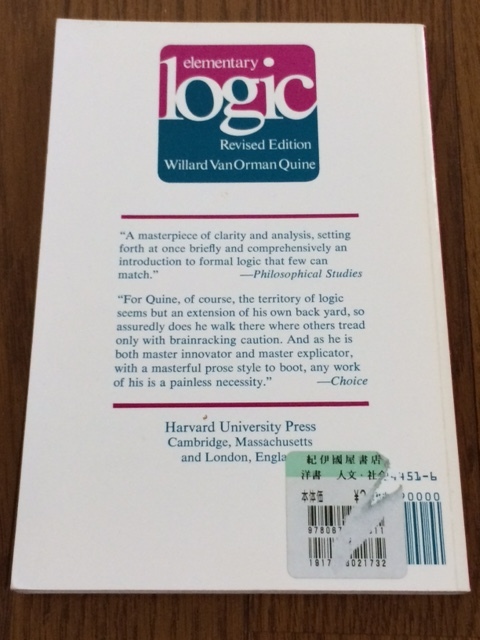 elementary
logic
Revised Edition
Willard Van Orman Quine
“A masterpiece of clarity and analysis, setting
forth at once briefly and comprehensively an
introduction to formal logic that few can
match.” —Philosophical Studies
“For Quine, of course, the territory of logic
seems but an extension of his own back yard, so
assuredly does he walk there where others tread
only with brainracking caution. And as he is
both master innovator and master explicator,
with a masterful prose style to boot, any work
of his is a painless necessity.” —Choice
Harvard University Press
Cambridge, Massachusetts
and London,
紀伊國屋書店
洋書 人文・社会 451-6
本体価 ¥ 90000